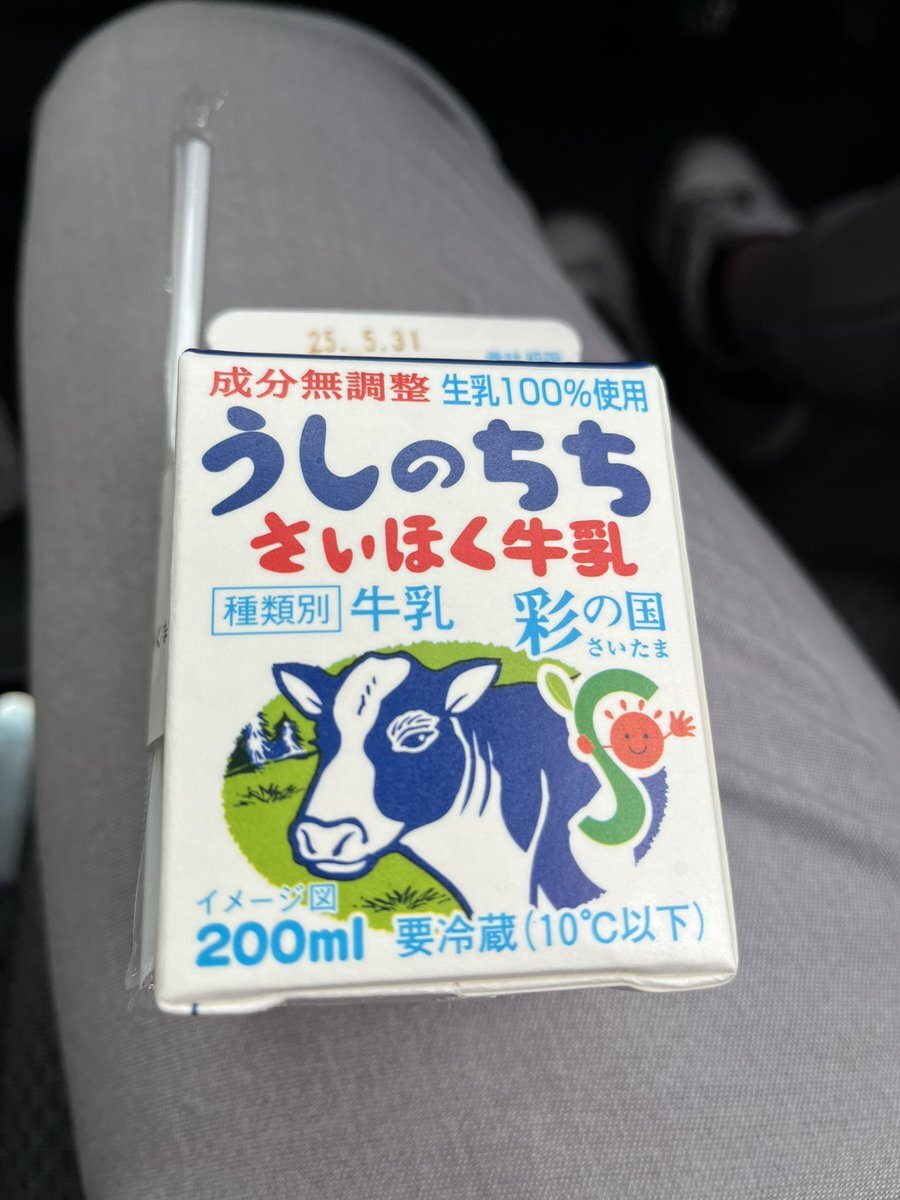 25. 5.31
成分無調整 生乳100%使用
うしのちち
さいほく牛乳
種類別 牛乳
彩の国
さいたま
イメージ図
200ml 要冷蔵(10℃以下)